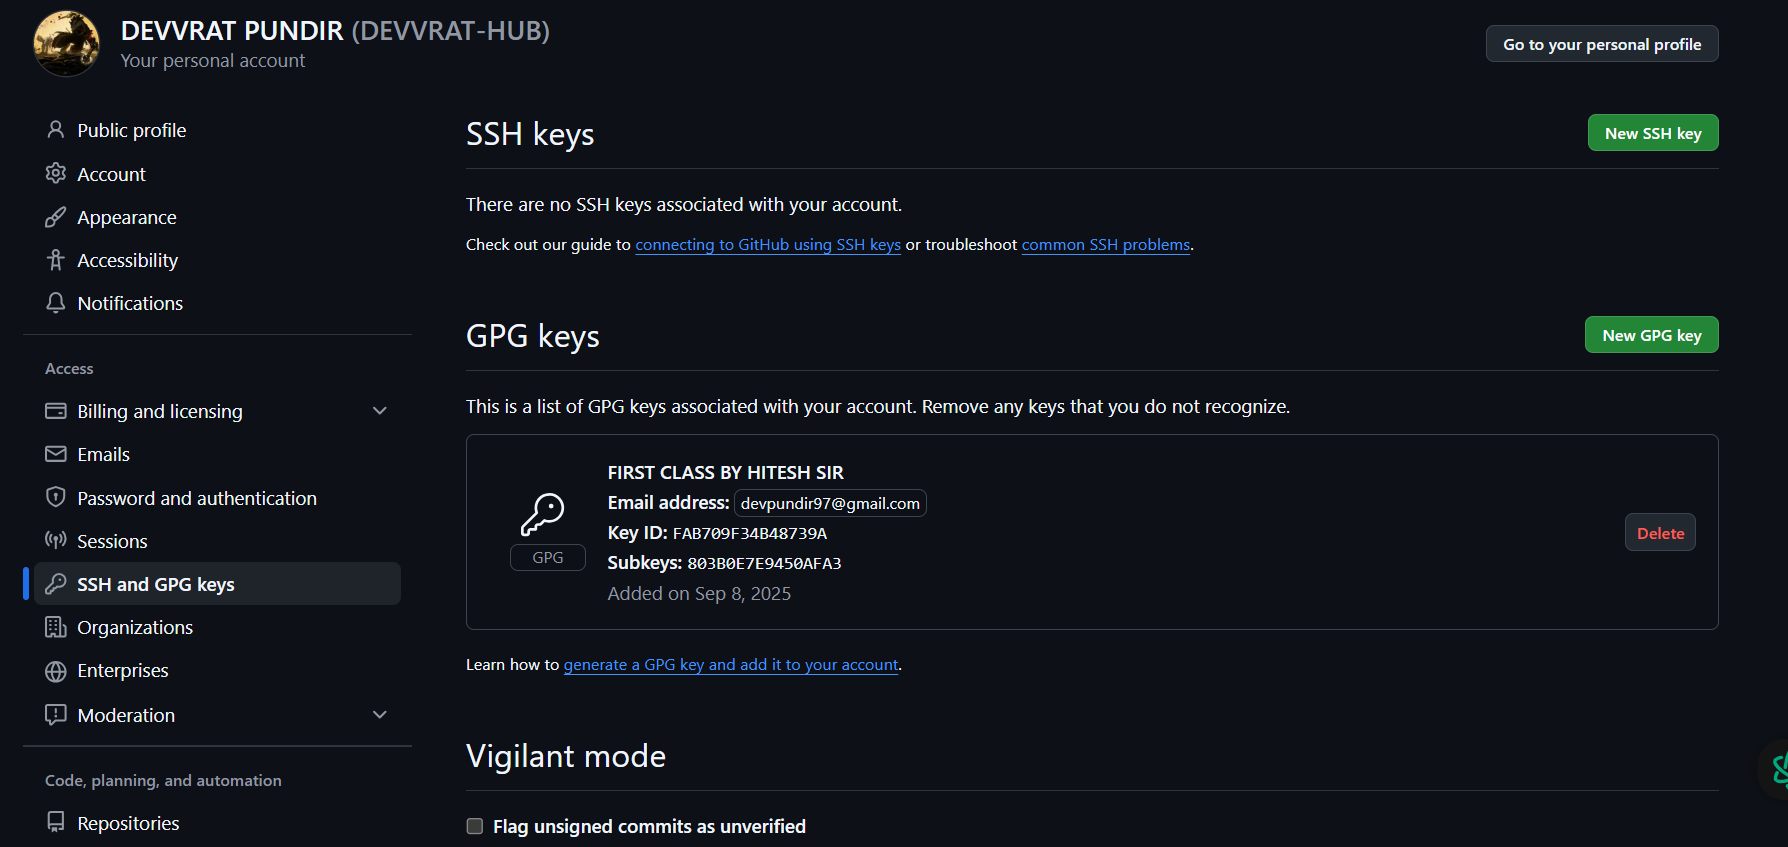 DEVVRAT PUNDIR (DEVVRAT-HUB)
Your personal account
Go to your personal profile
Public profile
Account
Appearance
Accessibility
Notifications
Access
Billing and licensing
Emails
Password and authentication
Sessions
SSH and GPG keys
Organizations
Enterprises
Moderation
Code, planning, and automation
Repositories
SSH keys
New SSH key
There are no SSH keys associated with your account.
Check out our guide to connecting to GitHub using SSH keys or troubleshoot common SSH problems.
GPG keys
New GPG key
This is a list of GPG keys associated with your account. Remove any keys that you do not recognize.
GPG
FIRST CLASS BY HITESH SIR
Email address: devpundir97@gmail.com
Key ID: FAB709F34B48739A
Subkeys: 803B0E7E9450AFA3
Added on Sep 8, 2025
Delete
Learn how to generate a GPG key and add it to your account.
Vigilant mode
Flag unsigned commits as unverified